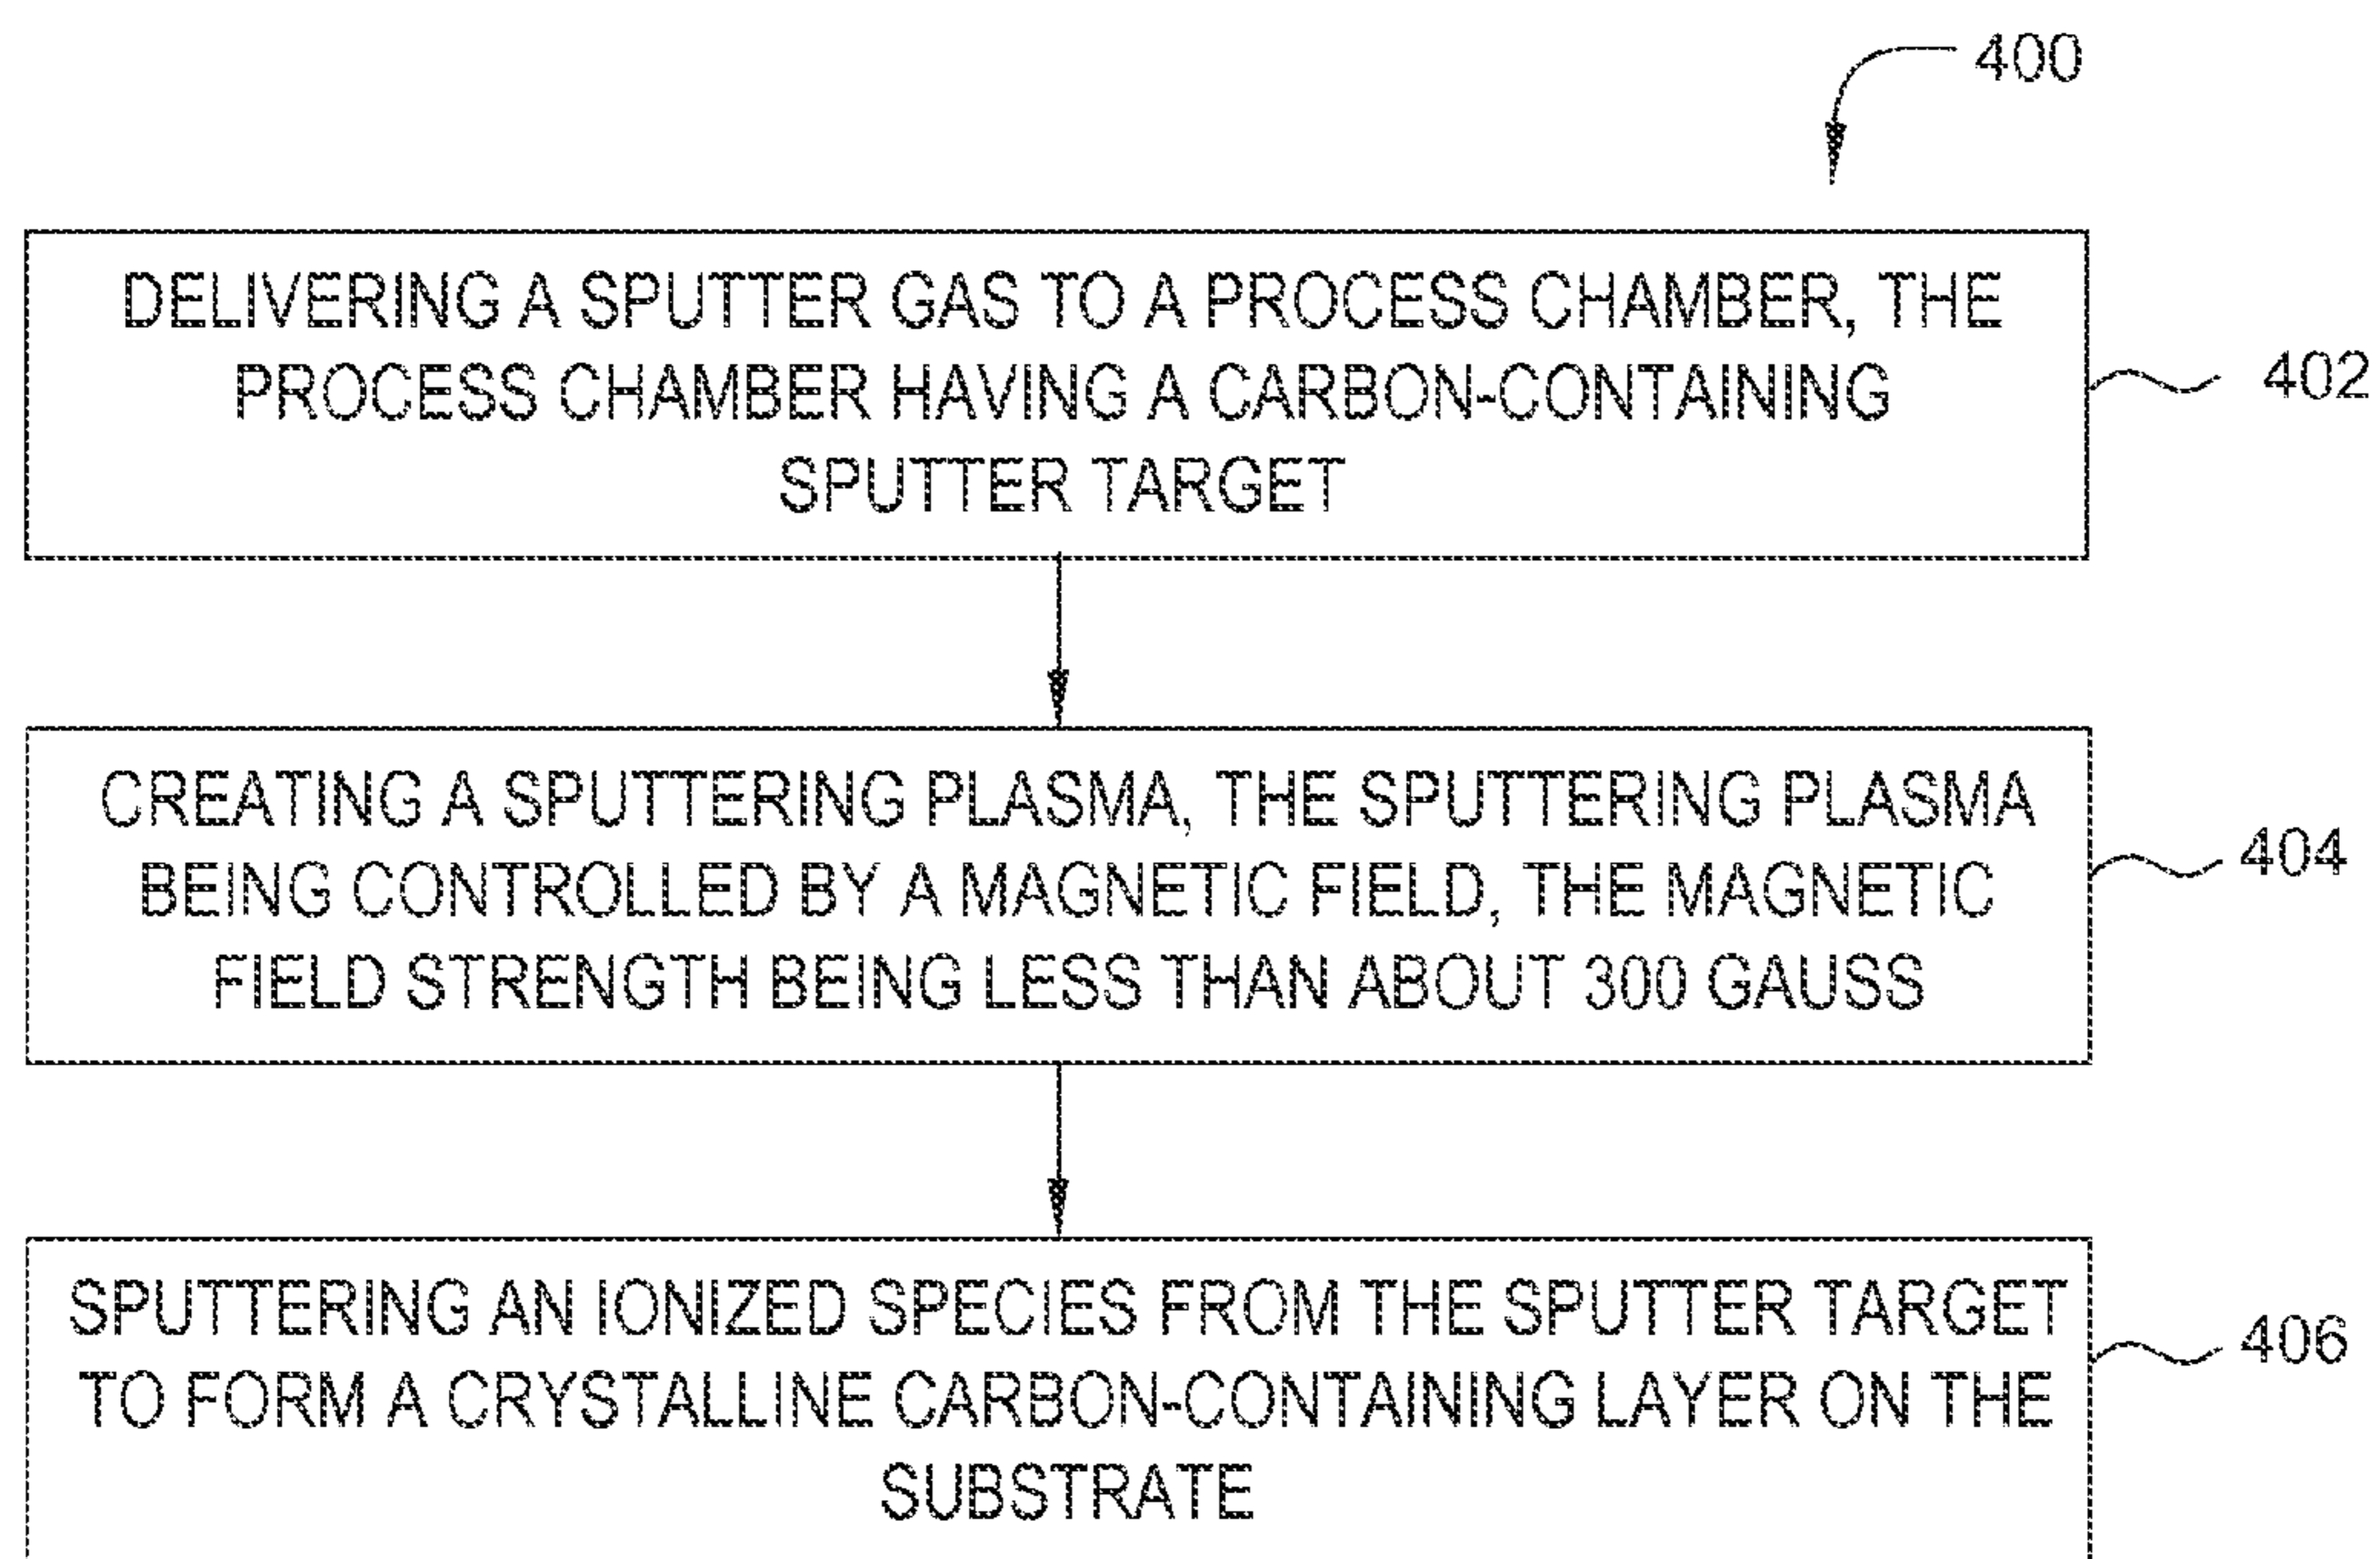 400
DELIVERING A SPUTTER GAS TO A PROCESS CHAMBER, THE
PROCESS CHAMBER HAVING A CARBON-CONTAINING
SPUTTER TARGET
402
CREATING A SPUTTERING PLASMA, THE SPUTTERING PLASMA
BEING CONTROLLED BY A MAGNETIC FIELD, THE MAGNETIC
FIELD STRENGTH BEING LESS THAN ABOUT 300 GAUSS
404
SPUTTERING AN IONIZED SPECIES FROM THE SPUTTER TARGET
TO FORM A CRYSTALLINE CARBON-CONTAINING LAYER ON THE
SUBSTRATE
406